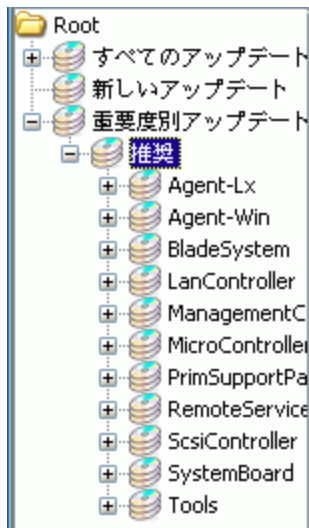 Root
すべてのアップデート
新しいアップデート
重要度別アップデート
推奨
Agent-Lx
Agent-Win
BladeSystem
LanController
ManagementC
MicroController
PrimSupportPa
RemoteService
ScsiController
SystemBoard
Tools